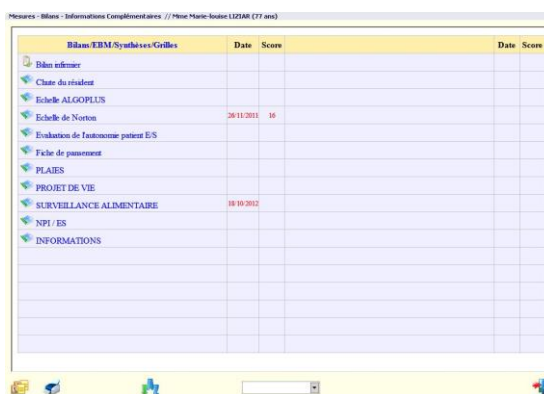 Mesures - Bilans - Informations Complémentaires // Mme Marie-louise LIZIAR (77 ans)
Bilans/EBM/Synthèses/Grilles Date Score Date Score
Bilan infirmier
Chute du résident
Echelle ALGOPLUS
Echelle de Norton 26/11/2011 16
Evaluation de l'autonomie patient E/S
Fiche de pansement
PLAIES
PROJET DE VIE
SURVEILLANCE ALIMENTAIRE 18/10/2012
NPI / ES
INFORMATIONS